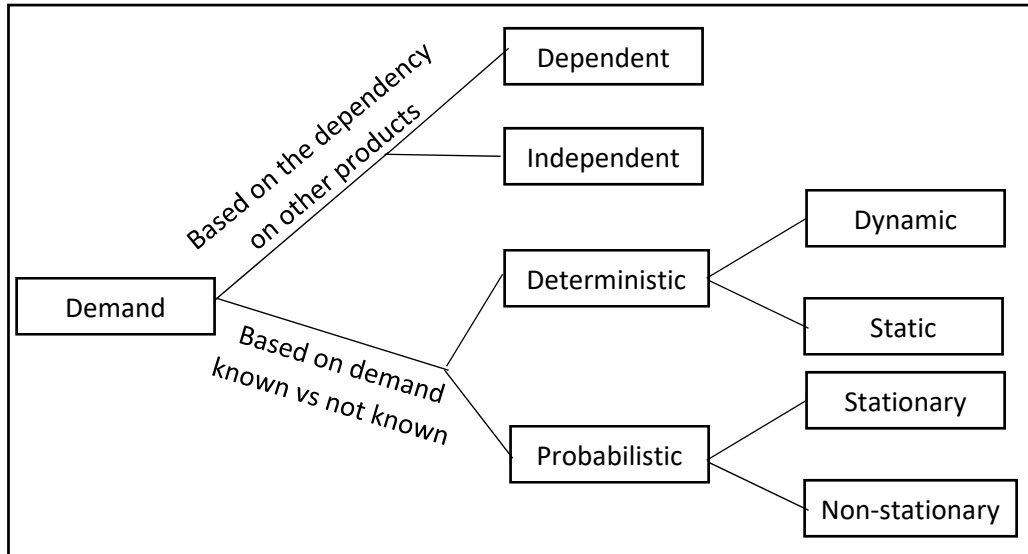 Dependent
Based on the dependency
on other products
Independent
Dynamic
Deterministic
Demand
Static
Based on demand
known vs not known
Stationary
Probabilistic
Non-stationary